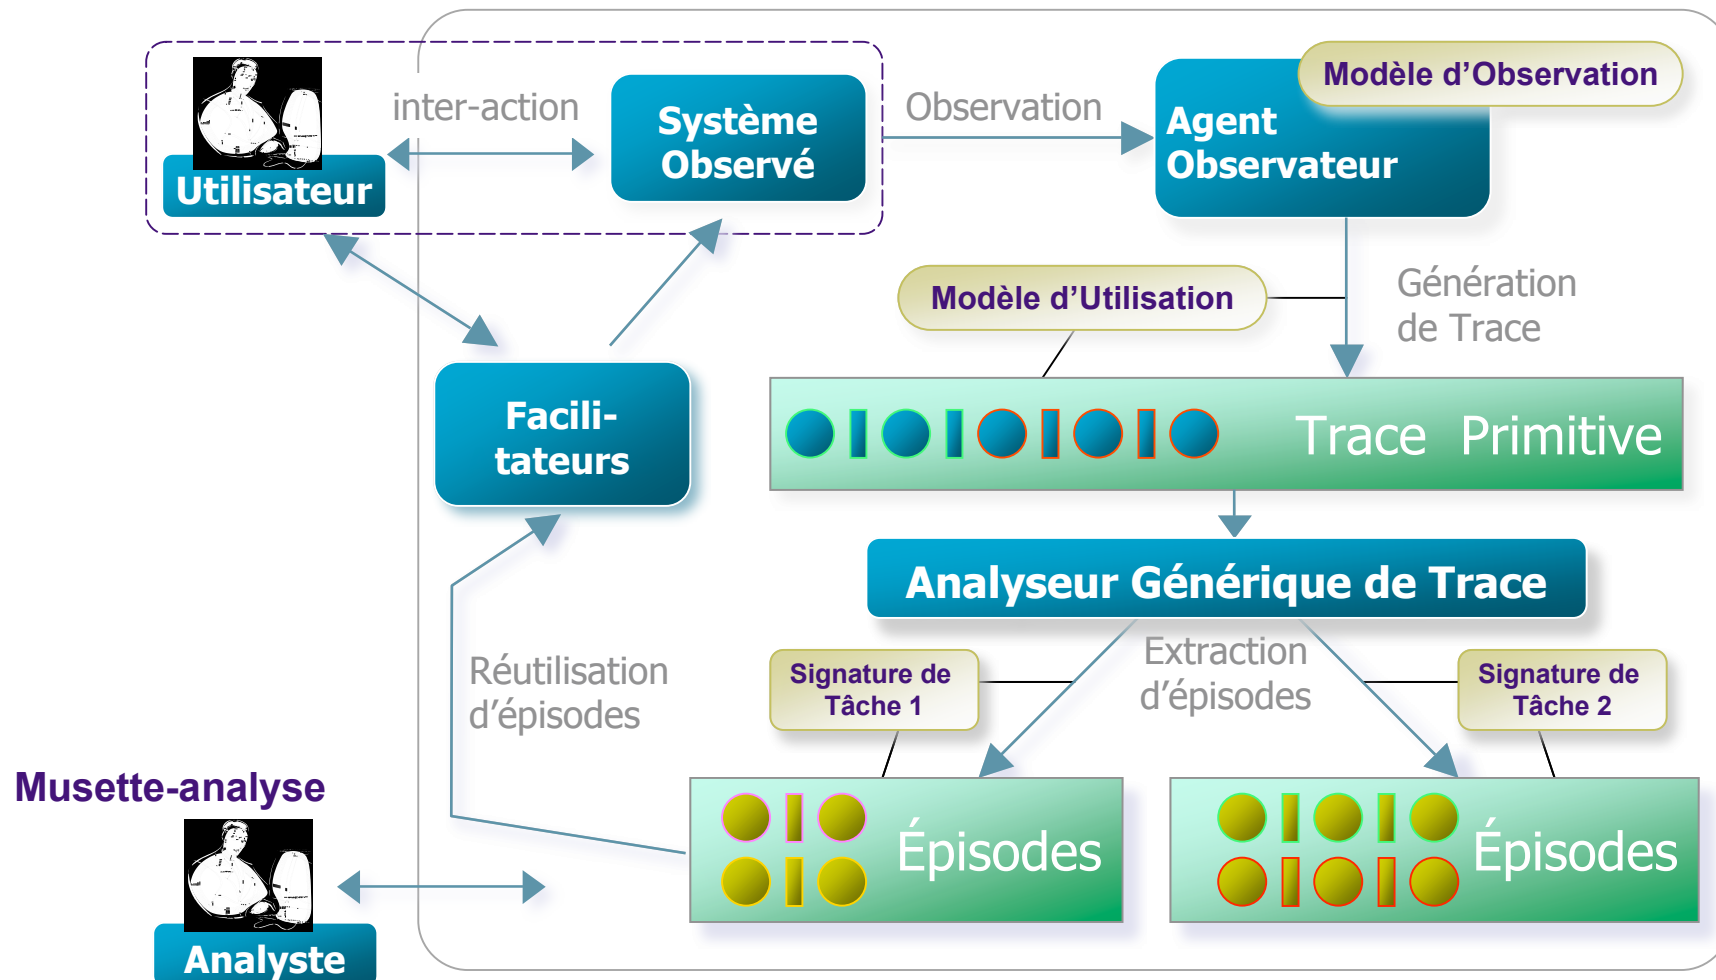 Modèle d’Observation
inter-action
Système
Observé
Observation
Agent
Observateur
Utilisateur
Modèle d’Utilisation
Génération
de Trace
Facili-
tateurs
Trace Primitive
Analyseur Générique de Trace
Réutilisation
d’épisodes
Signature de
Tâche 1
Extraction
d’épisodes
Signature de
Tâche 2
Musette-analyse
Épisodes
Épisodes
Analyste